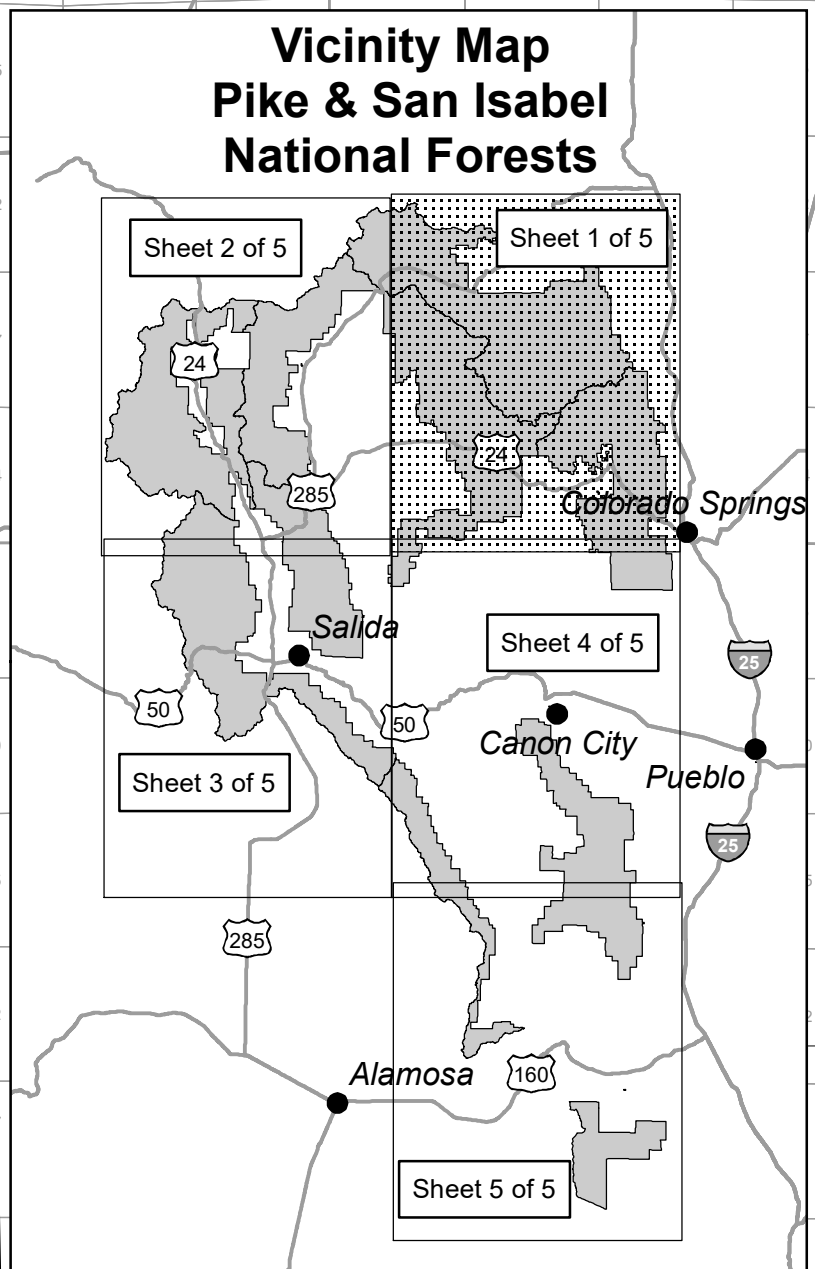 Vicinity Map
Pike & San Isabel
National Forests
Sheet 2 of 5
Sheet 1 of 5
24
24
285
Colorado Springs
Salida
Sheet 4 of 5
25
50
50
Canon City
Pueblo
Sheet 3 of 5
25
285
Alamosa
160
Sheet 5 of 5